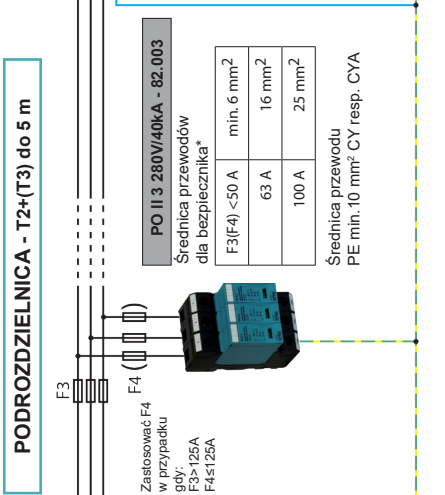 PODROZDZIELNICA - T2+(T3) do 5 m
F3
F4
Zastosować F4
w przypadku
gdy:
F3>125A
F4≤125A
PO II 3 280V/40kA - 82.003
Średnica przewodów
dla bezpiecznika*
F3(F4) <50 A min. 6 mm²
63 A 16 mm²
100 A 25 mm²
Średnica przewodu
PE min. 10 mm² CY resp. CYA